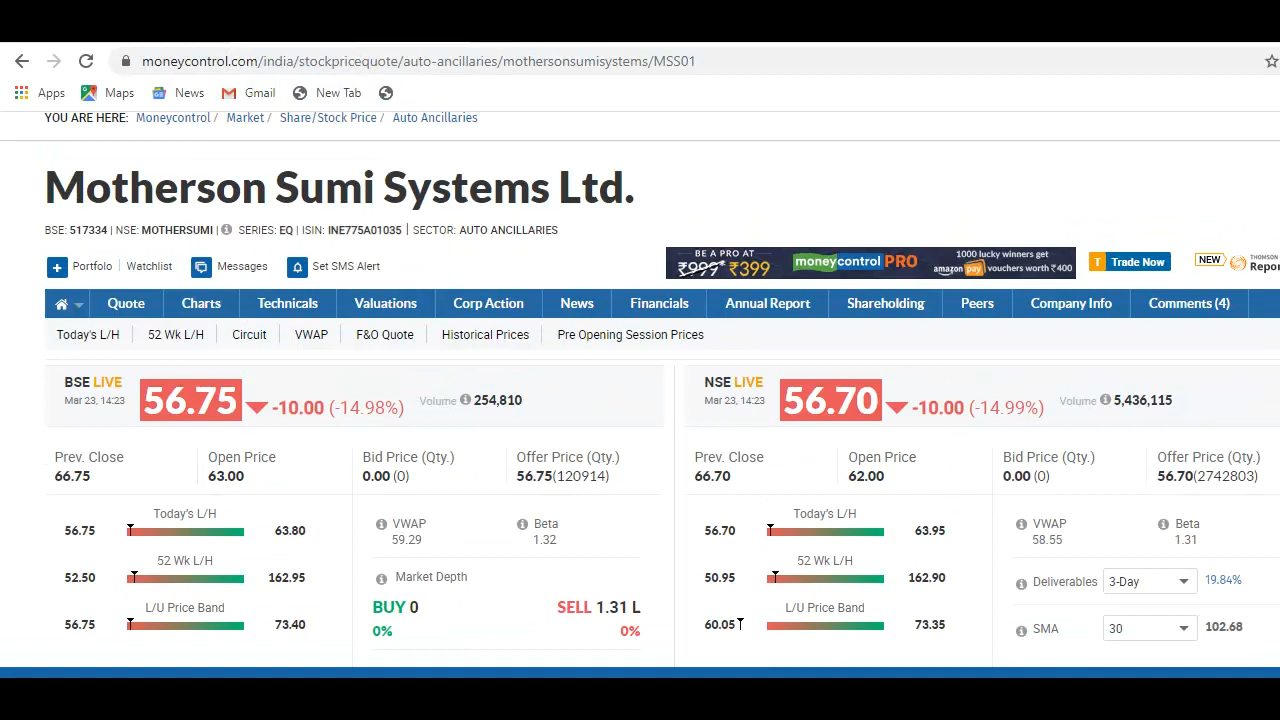 moneycontrol.com/india/stockpricequote/auto-ancillaries/mothersonsumisystems/MSS01
Apps Maps News Gmail New Tab
YOU ARE HERE: Moneycontrol / Market / Share/Stock Price / Auto Ancillaries
Motherson Sumi Systems Ltd.
BSE: 517334 | NSE: MOTHERSUMI | SERIES: EQ | ISIN: INE775A01035 | SECTOR: AUTO ANCILLARIES
Portfolo | Watchlist Messages Set SMS Alert
BE A PRO AT
₹999* ₹399
moneycontrol PRO
1000 lucky winners get
amazon pay vouchers worth ₹400
T Trade Now
NEW THOMSON
Repor
Quote Charts Technicals Valuations Corp Action News Financials Annual Report Shareholding Peers Company Info Comments (4)
Today's L/H 52 Wk L/H Circuit VWAP F&O Quote Historical Prices Pre Opening Session Prices
BSE LIVE
Mar 23, 14:23
56.75 -10.00 (-14.98%) Volume 254,810
Prev. Close Open Price Bid Price (Qty.) Offer Price (Qty.)
66.75 63.00 0.00 (0) 56.75(120914)
Today's L/H
56.75 63.80
52 Wk L/H
52.50 162.95
L/U Price Band
56.75 73.40
VWAP Beta
59.29 1.32
Market Depth
BUY 0 SELL 1.31 L
0% 0%
NSE LIVE
Mar 23, 14:23
56.70 -10.00 (-14.99%) Volume 5,436,115
Prev. Close Open Price Bid Price (Qty.) Offer Price (Qty.)
66.70 62.00 0.00 (0) 56.70(2742803)
Today's L/H
56.70 63.95
52 Wk L/H
50.95 162.90
L/U Price Band
60.05 73.35
VWAP Beta
58.55 1.31
Deliverables 3-Day 19.84%
SMA 30 102.68